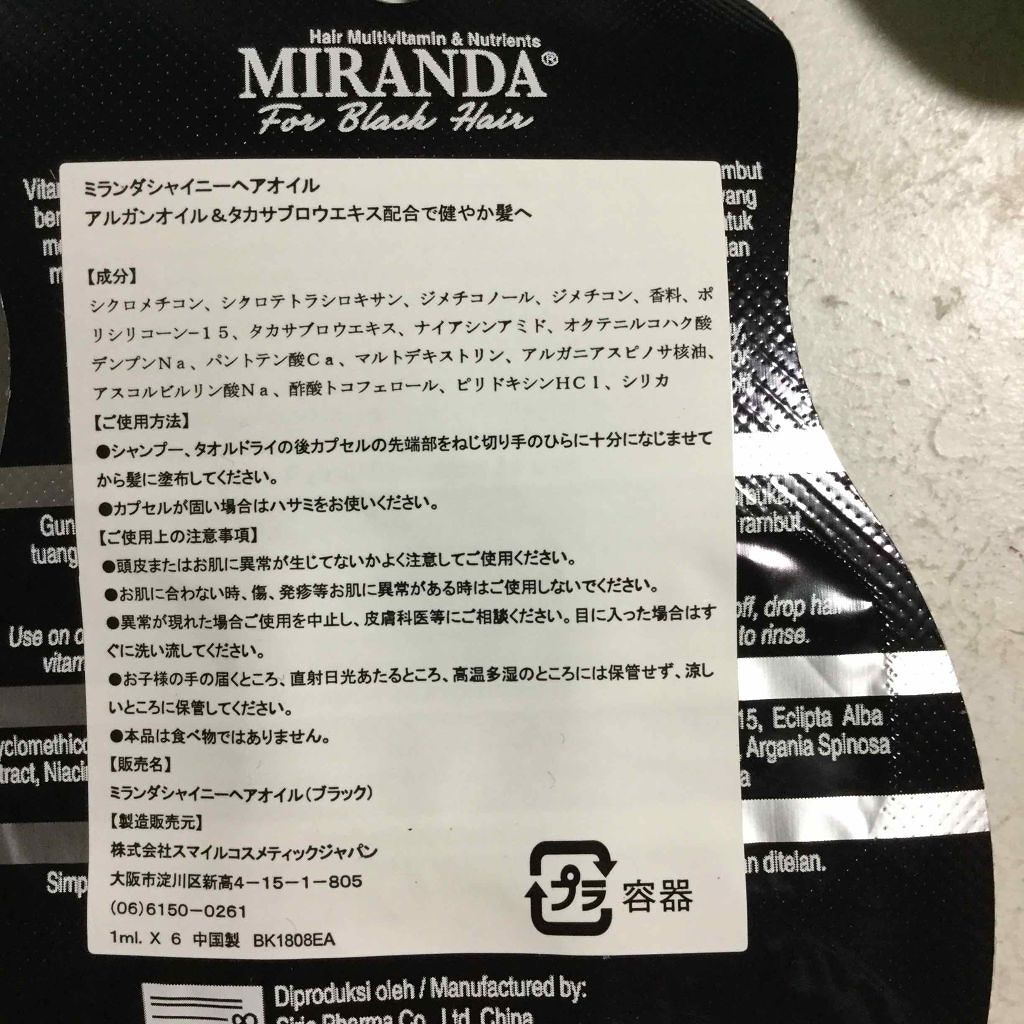 Hair Multivitamin & Nutrients
MIRANDA®
For Black Hair
ミランダシャイニーヘアオイル
アルガンオイル＆タカサブロウエキス配合で健やか髪へ
【成分】
シクロメチコン、シタロテトラシロキサン、ジメチコノール、ジメチコン、香料、ポ
リシリコーン−１５、タカサブロウエキス、ナイアシンアミド、オクテニルコハク酸
デンプンＮａ、パントテン酸Ｃａ、マルトデキストリン、アルガニアスピノサ核油、
アスコルビルリン酸Ｎａ、酢酸トコフェロール、ピリドキシンＨＣｌ、シリカ
【ご使用方法】
●シャンプー、タオルドライの後カプセルの先端部をねじ切り手のひらに十分になじませて
から髪に塗布してください。
●カプセルが固い場合はハサミをお使いください。
【ご使用上の注意事項】
●頭皮またはお肌に異常が生じてないかよく注意してご使用ください。
●お肌に合わない時、傷、発疹等お肌に異常がある時はご使用しないでください。
●異常が現れた場合ご使用を中止し、皮膚科医等にご相談ください。目に入った場合はす
ぐに洗い流してください。
●お子様の手の届くところ、直射日光あたるところ、高温多湿のところには保管せず、涼し
いところに保管してください。
●本品は食べ物ではありません。
【販売名】
ミランダシャイニーヘアオイル（ブラック）
【製造販売元】
株式会社スマイルコスメティックジャパン
大阪市淀川区新高4−15−1−805
(06)6150−0261
1ml. X 6 中国製 BK1808EA
プラ 容器
rambut.
off, drop
to rinse.
Use on
15, Eclipta Alba
Argania Spinosa
ditelan.
Diproduksi oleh / Manufactured by:
Pharma Co., Ltd, China